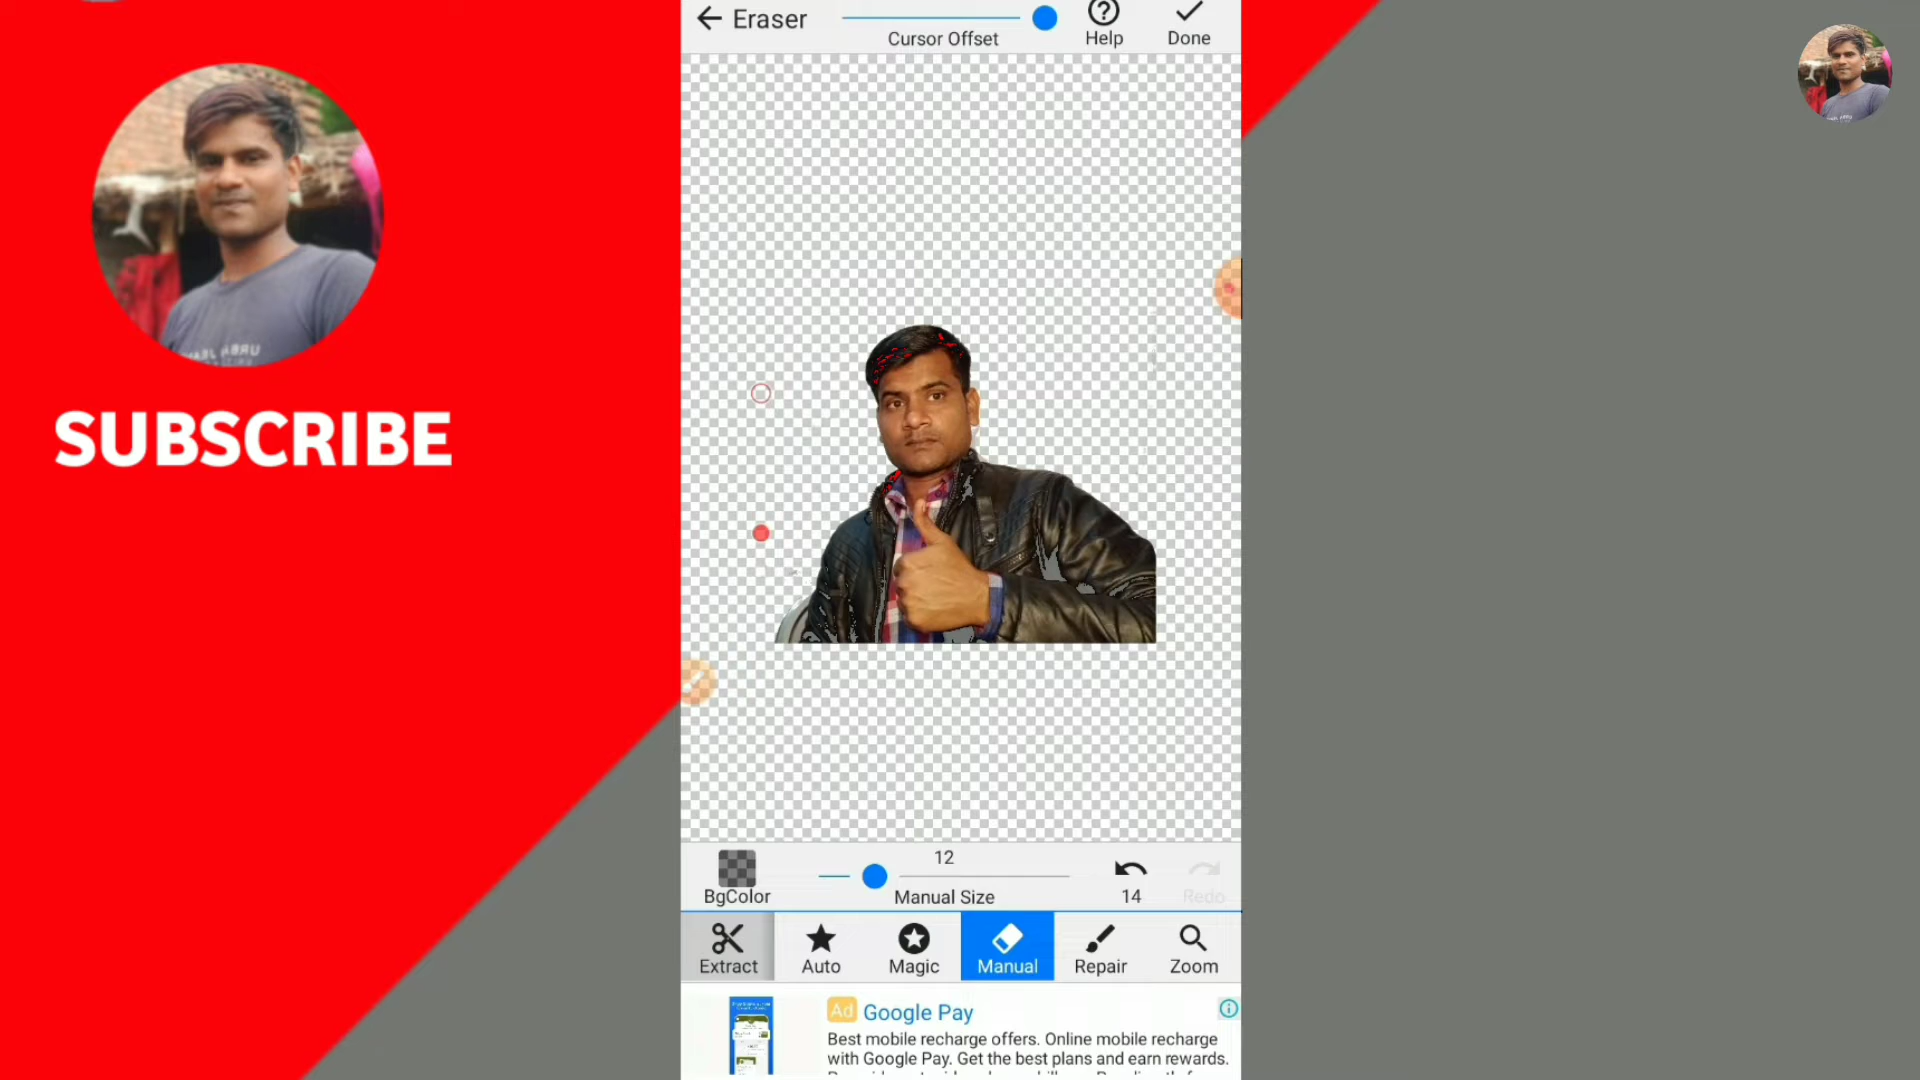 Eraser
Cursor Offset
Help
Done
SUBSCRIBE
12
BgColor
Manual Size
14
Redo
Extract
Auto
Magic
Manual
Repair
Zoom
Ad Google Pay
Best mobile recharge offers. Online mobile recharge
with Google Pay. Get the best plans and earn rewards.